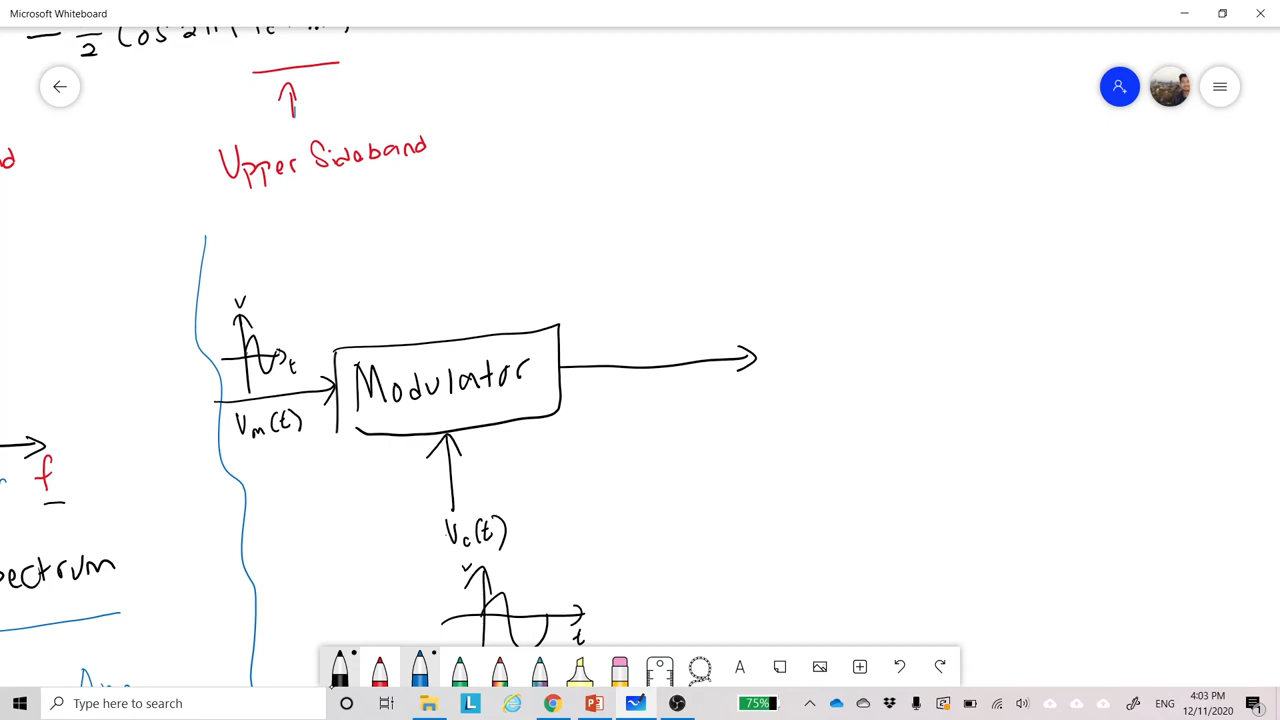 Microsoft Whiteboard
Upper Sideband
V
t
Modulator
Vm(t)
f
Vc(t)
V
t
A
Type here to search
L
75%
ENG
4:03 PM
12/11/2020